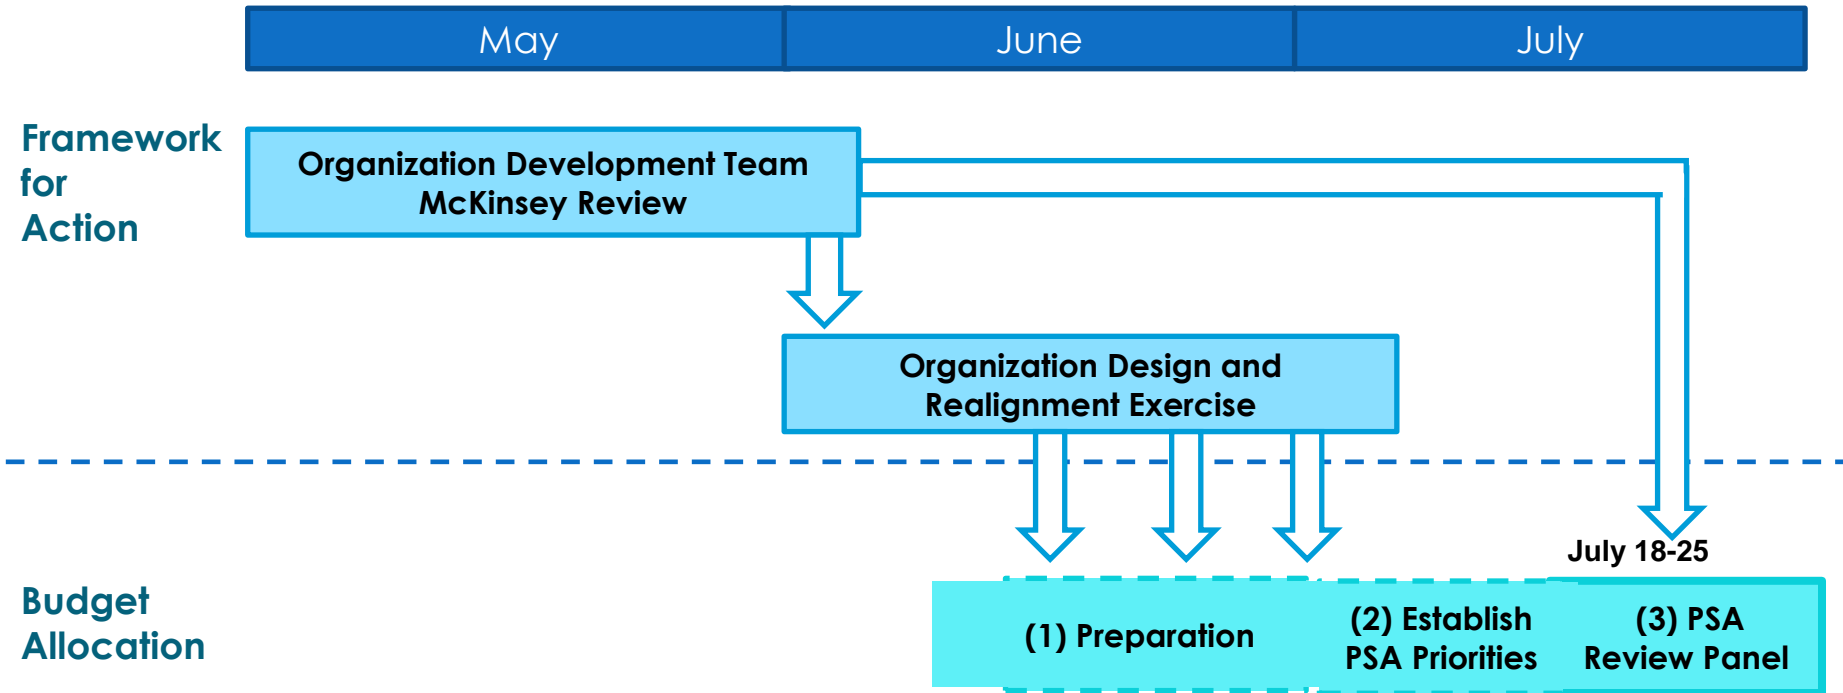 May
June
July
Framework
for
Action
Organization Development Team
McKinsey Review
Organization Design and
Realignment Exercise
July 18-25
Budget
Allocation
(1) Preparation
(2) Establish
PSA Priorities
(3) PSA
Review Panel